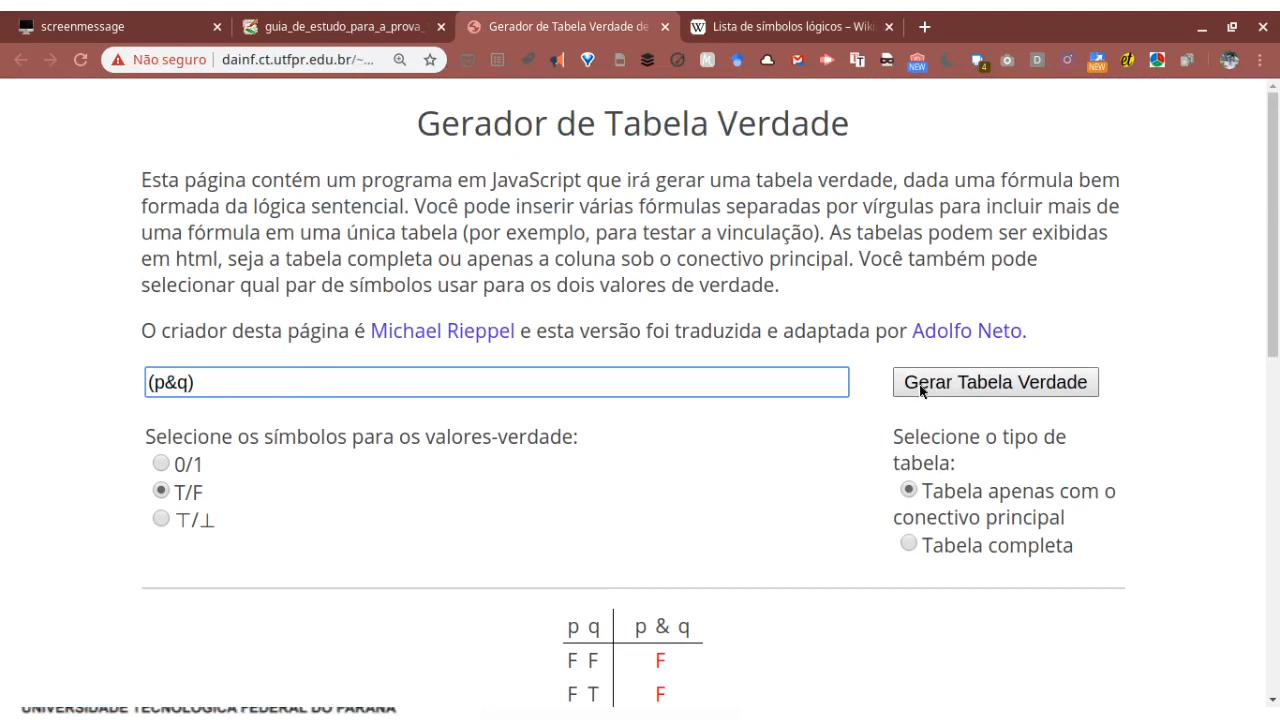 screenmessage
guia_de_estudo_para_a_prova_
Gerador de Tabela Verdade de
Lista de símbolos lógicos – Wiki
Não seguro
dainf.ct.utfpr.edu.br/~...
Gerador de Tabela Verdade
Esta página contém um programa em JavaScript que irá gerar uma tabela verdade, dada uma fórmula bem
formada da lógica sentencial. Você pode inserir várias fórmulas separadas por vírgulas para incluir mais de
uma fórmula em uma única tabela (por exemplo, para testar a vinculação). As tabelas podem ser exibidas
em html, seja a tabela completa ou apenas a coluna sob o conectivo principal. Você também pode
selecionar qual par de símbolos usar para os dois valores de verdade.
O criador desta página é Michael Rieppel e esta versão foi traduzida e adaptada por Adolfo Neto.
(p&q)
Gerar Tabela Verdade
Selecione os símbolos para os valores-verdade:
0/1
T/F
⊤/⊥
Selecione o tipo de
tabela:
Tabela apenas com o
conectivo principal
Tabela completa
p q p & q
F F F
F T F
UNIVERSIDADE TECNOLÓGICA FEDERAL DO PARANÁ